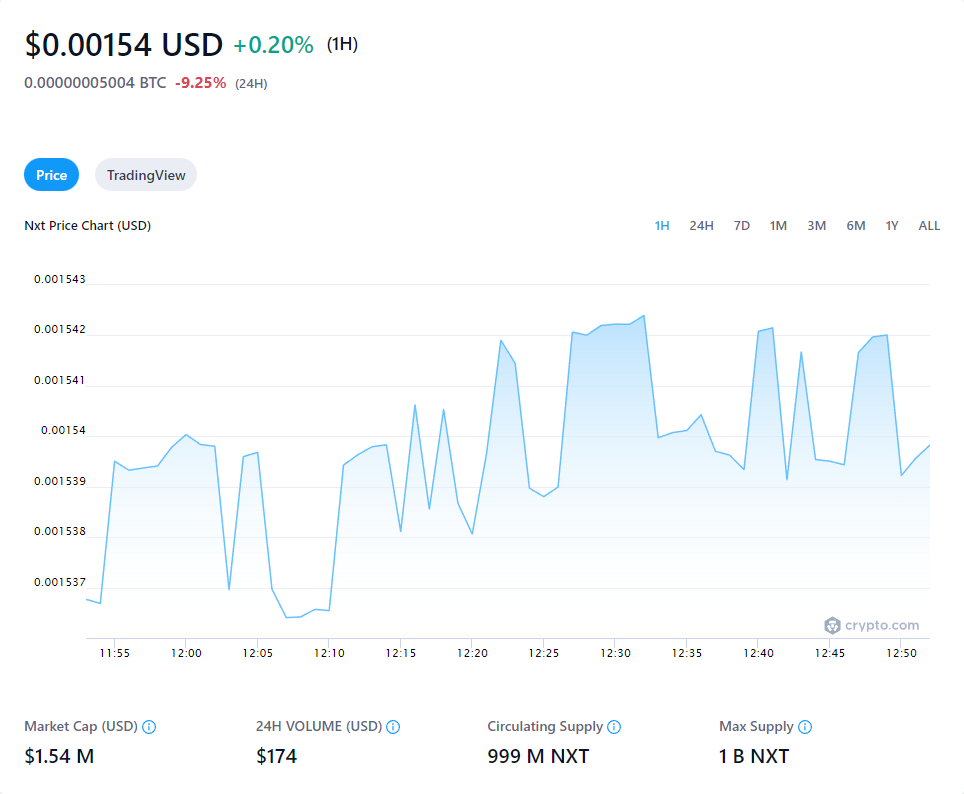 $0.00154 USD +0.20% (1H)
0.00000005004 BTC -9.25% (24H)
Price TradingView
Nxt Price Chart (USD) 1H 24H 7D 1M 3M 6M 1Y ALL
0.001543
0.001542
0.001541
0.00154
0.001539
0.001538
0.001537
crypto.com
11:55 12:00 12:05 12:10 12:15 12:20 12:25 12:30 12:35 12:40 12:45 12:50
Market Cap (USD) 24H VOLUME (USD) Circulating Supply Max Supply
$1.54 M $174 999 M NXT 1 B NXT